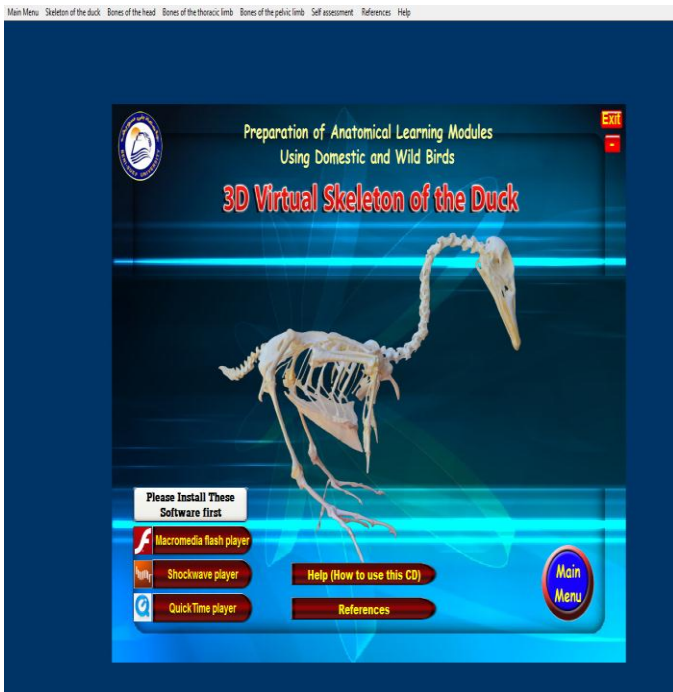 Main Menu Skeleton of the duck Bones of the head Bones of the thoracic limb Bones of the pelvic limb Self assessment References Help
Exit
-
Preparation of Anatomical Learning Modules
Using Domestic and Wild Birds
3D Virtual Skeleton of the Duck
Please Install These
Software first
Macromedia flash player
Shockwave player
QuickTime player
Help (How to use this CD)
References
Main
Menu